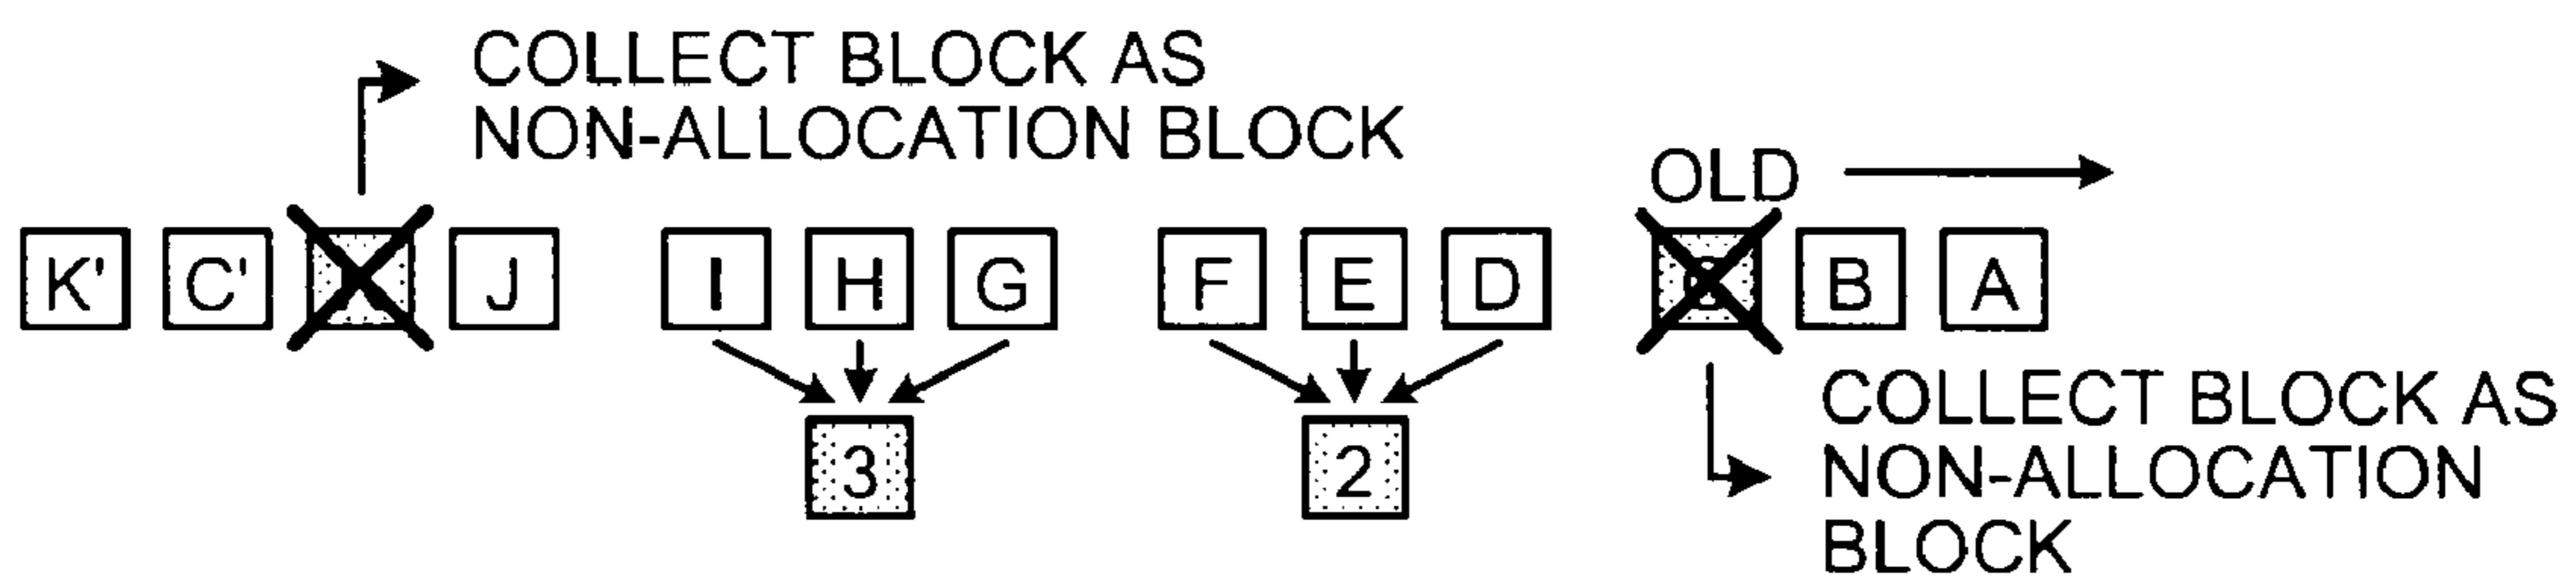 COLLECT BLOCK AS
NON-ALLOCATION BLOCK
OLD
K' C' J I H G F E D B A
3 2
COLLECT BLOCK AS
NON-ALLOCATION
BLOCK